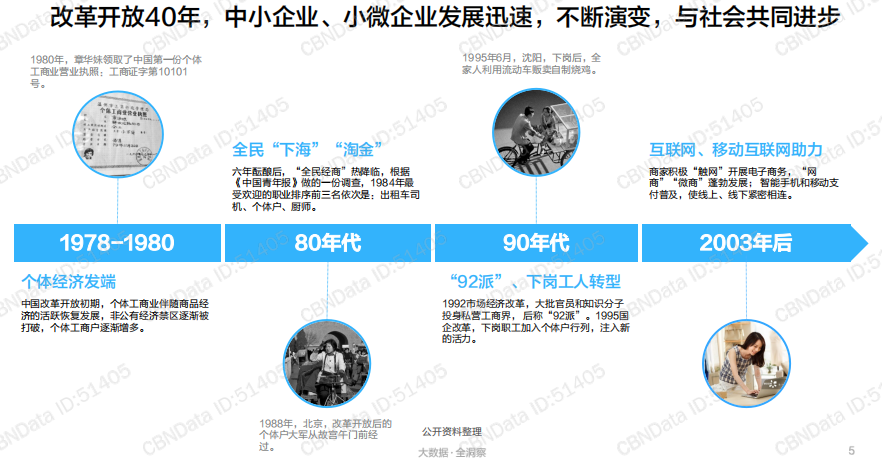 改革开放40年，中小企业、小微企业发展迅速，不断演变，与社会共同进步
1980年，章华妹领取了中国第一份个体
工商业营业执照：工商证字第10101
号。
1995年6月，沈阳，下岗后，全
家人利用流动车贩卖自制烧鸡。
全民“下海”“淘金”
六年酝酿后，“全民经商”热降临，根据
《中国青年报》做的一份调查，1984年最
受欢迎的职业排序前三名依次是：出租车司
机、个体户、厨师。
互联网、移动互联网助力
商家积极“触网”开展电子商务，“网
商”“微商”蓬勃发展；智能手机和移动支
付普及，使线上、线下紧密相连。
1978-1980
80年代
90年代
2003年后
个体经济发端
中国改革开放初期，个体工商业伴随商品经
济的活跃恢复发展，非公有经济禁区逐渐被
打破，个体工商户逐渐增多。
“92派”、下岗工人转型
1992市场经济改革，大批官员和知识分子
投身私营工商界，后称“92派”。1995国
企改革，下岗职工加入个体户行列，注入新
的活力。
1988年，北京，改革开放后的
个体户大军从故宫午门前经
过。
公开资料整理
大数据·全洞察
5
CBNData ID:51405